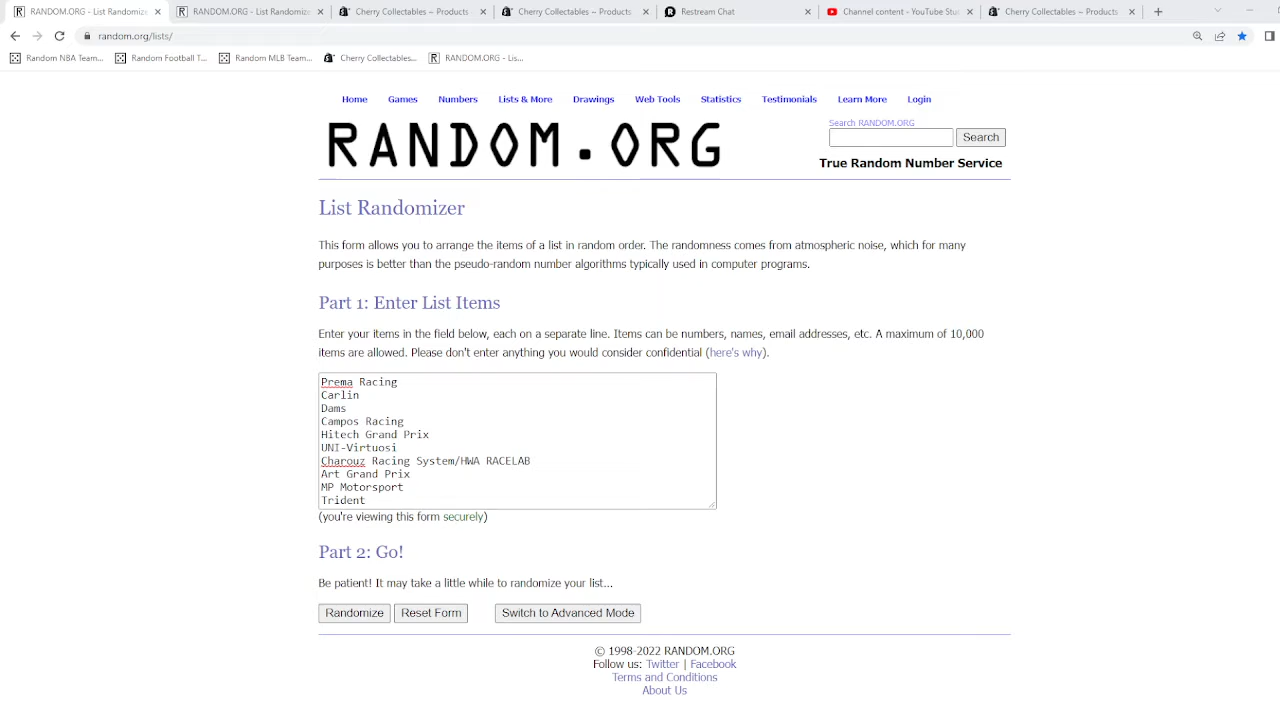 RANDOM.ORG - List Randomize
RANDOM.ORG - List Randomize
Cherry Collectables ~ Products
Cherry Collectables ~ Products
Restream Chat
Channel content - YouTube Stu
Cherry Collectables ~ Products
random.org/lists/
Random NBA Team...
Random Football T...
Random MLB Team...
Cherry Collectables...
RANDOM.ORG - Lis...
Home Games Numbers Lists & More Drawings Web Tools Statistics Testimonials Learn More Login
RANDOM.ORG
Search RANDOM.ORG
Search
True Random Number Service
List Randomizer
This form allows you to arrange the items of a list in random order. The randomness comes from atmospheric noise, which for many
purposes is better than the pseudo-random number algorithms typically used in computer programs.
Part 1: Enter List Items
Enter your items in the field below, each on a separate line. Items can be numbers, names, email addresses, etc. A maximum of 10,000
items are allowed. Please don't enter anything you would consider confidential (here's why).
Prema Racing
Carlin
Dams
Campos Racing
Hitech Grand Prix
UNI-Virtuosi
Charouz Racing System/HWA RACELAB
Art Grand Prix
MP Motorsport
Trident
(you're viewing this form securely)
Part 2: Go!
Be patient! It may take a little while to randomize your list...
Randomize Reset Form Switch to Advanced Mode
© 1998-2022 RANDOM.ORG
Follow us: Twitter | Facebook
Terms and Conditions
About Us